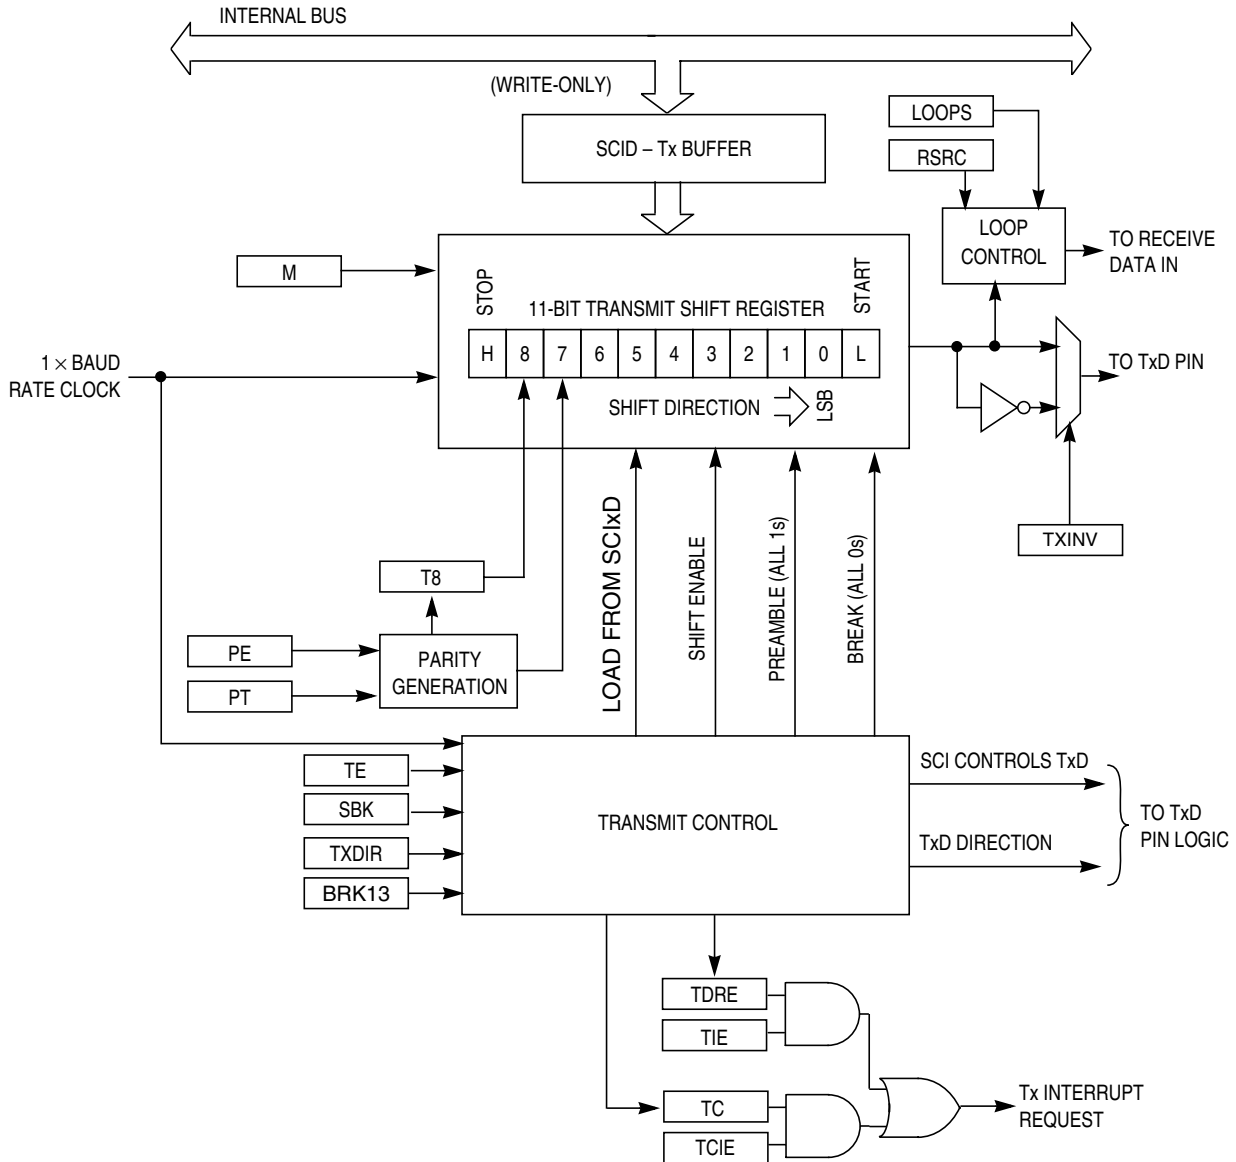 INTERNAL BUS
(WRITE-ONLY)
SCID – Tx BUFFER
LOOPS
RSRC
LOOP
CONTROL
TO RECEIVE
DATA IN
M
STOP
11-BIT TRANSMIT SHIFT REGISTER
START
H 8 7 6 5 4 3 2 1 0 L
SHIFT DIRECTION
LSB
1 × BAUD
RATE CLOCK
TO TxD PIN
TXINV
T8
PE
PT
PARITY
GENERATION
LOAD FROM SCIxD
SHIFT ENABLE
PREAMBLE (ALL 1s)
BREAK (ALL 0s)
TE
SBK
TXDIR
BRK13
TRANSMIT CONTROL
SCI CONTROLS TxD
TxD DIRECTION
TO TxD
PIN LOGIC
TDRE
TIE
TC
TCIE
Tx INTERRUPT
REQUEST